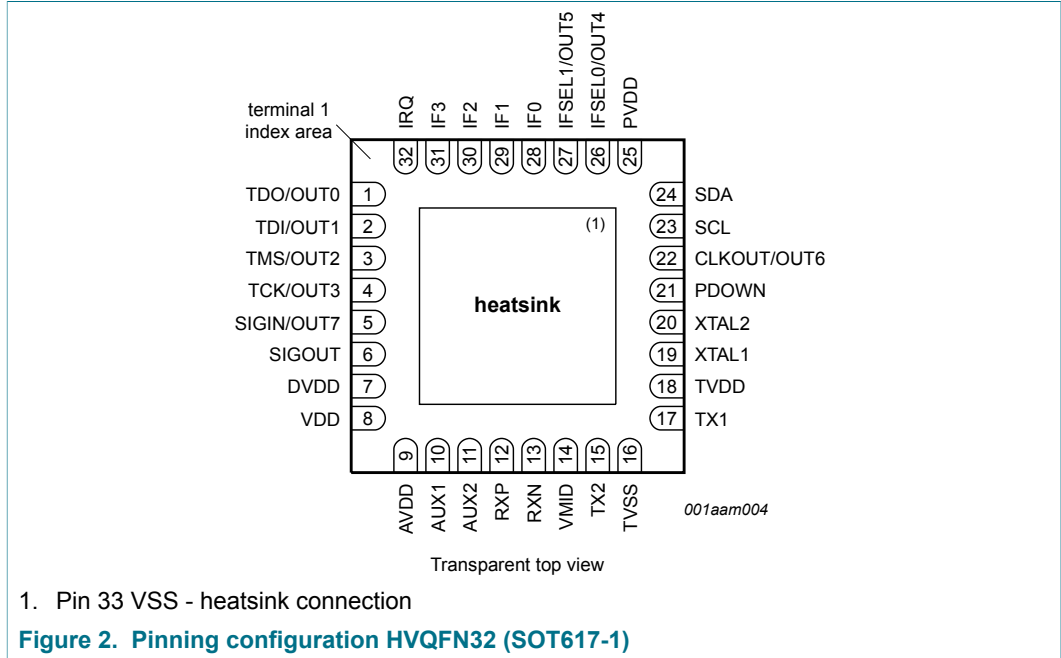 IRQ
IF3
IF2
IF1
IF0
IFSEL1/OUT5
IFSEL0/OUT4
PVDD
terminal 1
index area
32
31
30
29
28
27
26
25
TDO/OUT0 1
TDI/OUT1 2
TMS/OUT2 3
TCK/OUT3 4
SIGIN/OUT7 5
SIGOUT 6
DVDD 7
VDD 8
(1)
heatsink
24 SDA
23 SCL
22 CLKOUT/OUT6
21 PDOWN
20 XTAL2
19 XTAL1
18 TVDD
17 TX1
9
10
11
12
13
14
15
16
AVDD
AUX1
AUX2
RXP
RXN
VMID
TX2
TVSS
001aam004
Transparent top view
1. Pin 33 VSS - heatsink connection
Figure 2. Pinning configuration HVQFN32 (SOT617-1)